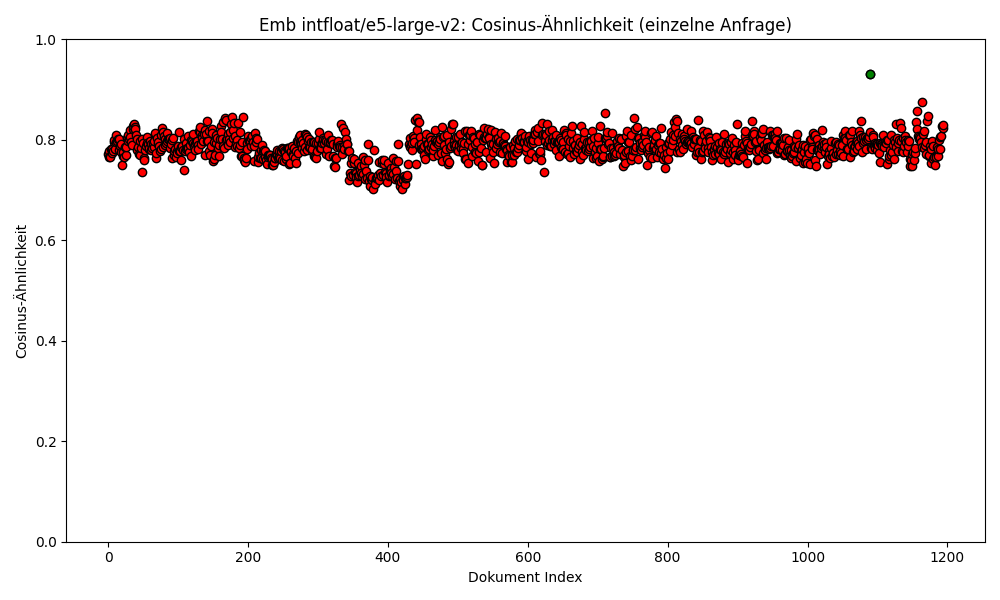 Emb intfloat/e5-large-v2: Cosinus-Ähnlichkeit (einzelne Anfrage)
1.0
0.8
0.6
0.4
0.2
0.0
Cosinus-Ähnlichkeit
0 200 400 600 800 1000 1200
Dokument Index